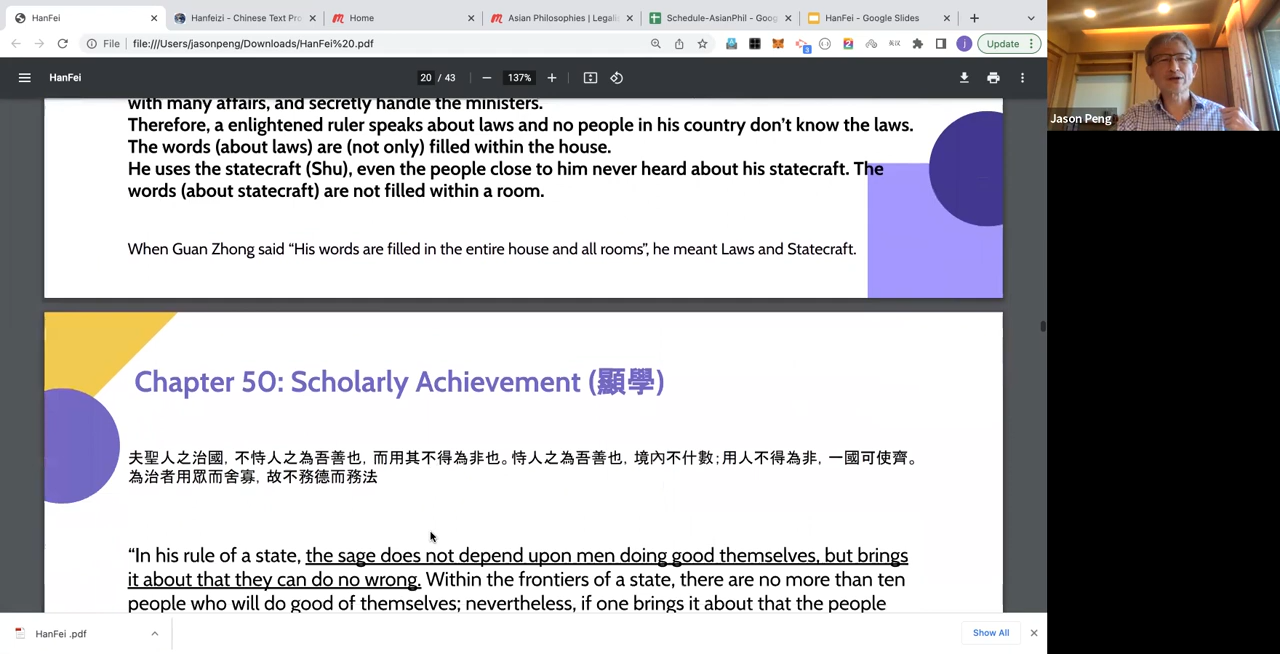 HanFei
Hanfeizi - Chinese Text Pro
Home
Asian Philosophies | Legali
Schedule-AsianPhil - Goog
HanFei - Google Slides
File
file:///Users/jasonpeng/Downloads/HanFei%20.pdf
3
2
j
Update
HanFei
20 / 43
137%
Jason Peng
with many affairs, and secretly handle the ministers.
Therefore, a enlightened ruler speaks about laws and no people in his country don't know the laws.
The words (about laws) are (not only) filled within the house.
He uses the statecraft (Shu), even the people close to him never heard about his statecraft. The
words (about statecraft) are not filled within a room.
When Guan Zhong said “His words are filled in the entire house and all rooms”, he meant Laws and Statecraft.
Chapter 50: Scholarly Achievement (顯學)
夫聖人之治國，不恃人之為吾善也，而用其不得為非也。恃人之為吾善也，境內不什數；用人不得為非，一國可使齊。
為治者用眾而舍寡，故不務德而務法
“In his rule of a state, the sage does not depend upon men doing good themselves, but brings
it about that they can do no wrong. Within the frontiers of a state, there are no more than ten
people who will do good of themselves; nevertheless, if one brings it about that the people
HanFei .pdf
Show All